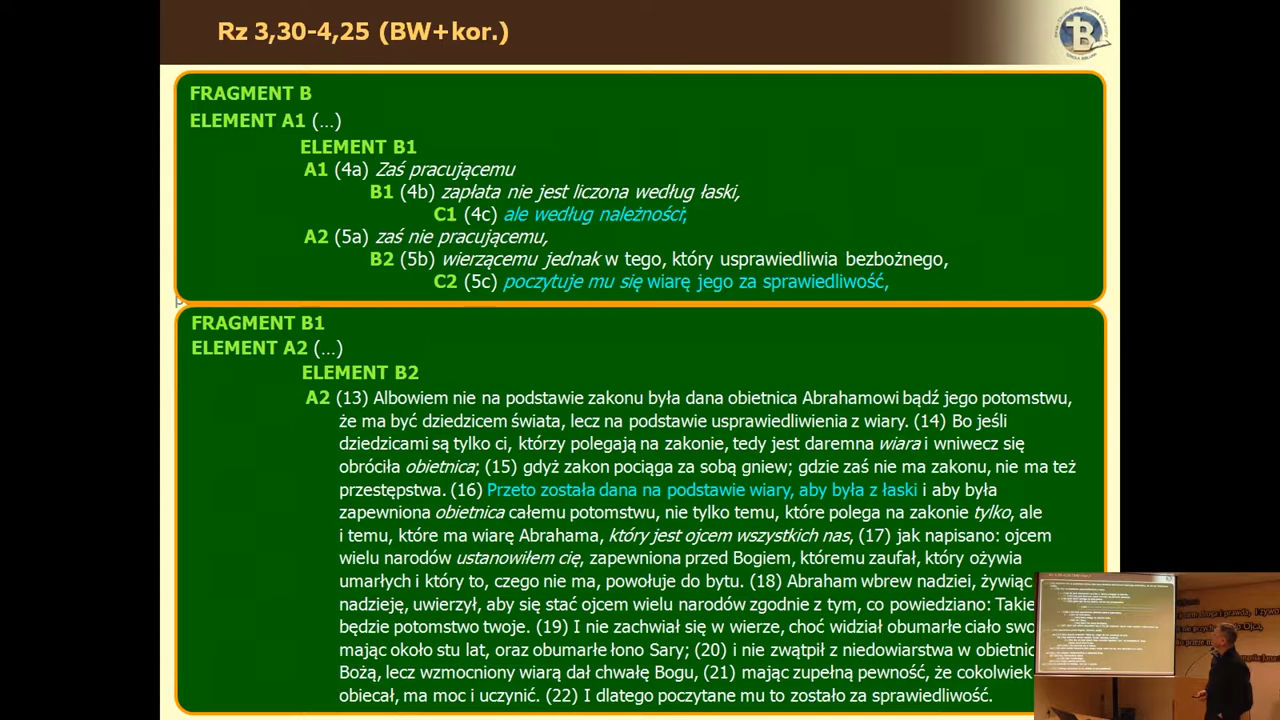 Rz 3,30-4,25 (BW+kor.)
FRAGMENT B
ELEMENT A1 (...)
ELEMENT B1
A1 (4a) Zaś pracującemu
B1 (4b) zapłata nie jest liczona według łaski,
C1 (4c) ale według należności;
A2 (5a) zaś nie pracującemu,
B2 (5b) wierzącemu jednak w tego, który usprawiedliwia bezbożnego,
C2 (5c) poczytuje mu się wiarę jego za sprawiedliwość,
FRAGMENT B1
ELEMENT A2 (...)
ELEMENT B2
A2 (13) Albowiem nie na podstawie zakonu była dana obietnica Abrahamowi bądź jego potomstwu,
że ma być dziedzicem świata, lecz na podstawie usprawiedliwienia z wiary. (14) Bo jeśli
dziedzicami są tylko ci, którzy polegają na zakonie, tedy jest daremna wiara i wniwecz się
obróciła obietnica; (15) gdyż zakon pociąga za sobą gniew; gdzie zaś nie ma zakonu, nie ma też
przestępstwa. (16) Przeto została dana na podstawie wiary, aby była z łaski i aby była
zapewniona obietnica całemu potomstwu, nie tylko temu, które polega na zakonie tylko, ale
i temu, które ma wiarę Abrahama, który jest ojcem wszystkich nas, (17) jak napisano: ojcem
wielu narodów ustanowiłem cię, zapewniona przed Bogiem, któremu zaufał, który ożywia
umarłych i który to, czego nie ma, powołuje do bytu. (18) Abraham wbrew nadziei, żywiąc
nadzieję, uwierzył, aby się stać ojcem wielu narodów zgodnie z tym, co powiedziano: Takie
będzie potomstwo twoje. (19) I nie zachwiał się w wierze, choć widział obumarłe ciało swo
mając około stu lat, oraz obumarłe łono Sary; (20) i nie zwątpił z niedowiarstwa w obietnic
Bożą, lecz wzmocniony wiarą dał chwałę Bogu, (21) mając zupełną pewność, że cokolwiek
obiecał, ma moc i uczynić. (22) I dlatego poczytane mu to zostało za sprawiedliwość.